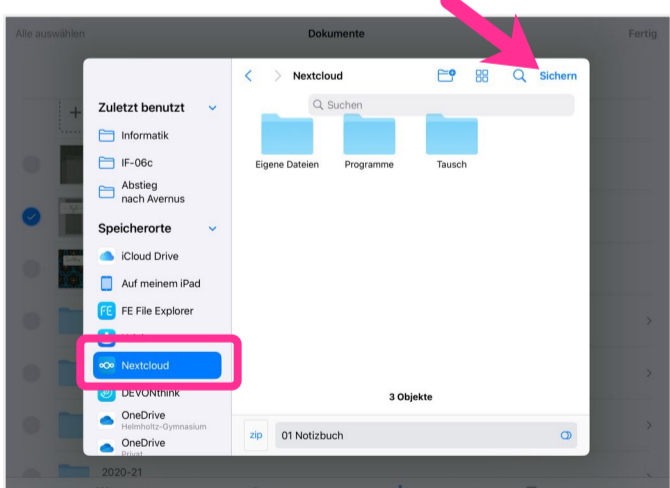 Alle auswählen
Dokumente
Fertig
Nextcloud
Sichern
Suchen
Zuletzt benutzt
Informatik
IF-06c
Abstieg
nach Avernus
Speicherorte
iCloud Drive
Auf meinem iPad
FE
FE File Explorer
Nextcloud
DEVONthink
OneDrive
Helmholtz-Gymnasium
OneDrive
Privat
Eigene Dateien
Programme
Tausch
3 Objekte
zip
01 Notizbuch
2020-21